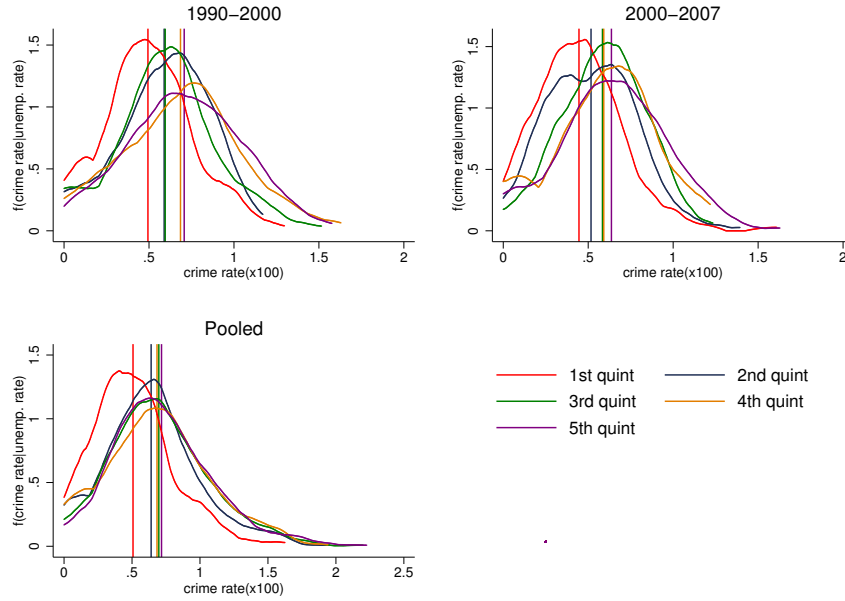 1990−2000
f(crime rate|unemp. rate)
0 .5 1 1.5
0 .5 1 1.5 2
crime rate(x100)
2000−2007
f(crime rate|unemp. rate)
0 .5 1 1.5
0 .5 1 1.5 2
crime rate(x100)
Pooled
f(crime rate|unemp. rate)
0 .5 1 1.5
0 .5 1 1.5 2 2.5
crime rate(x100)
1st quint 2nd quint
3rd quint 4th quint
5th quint